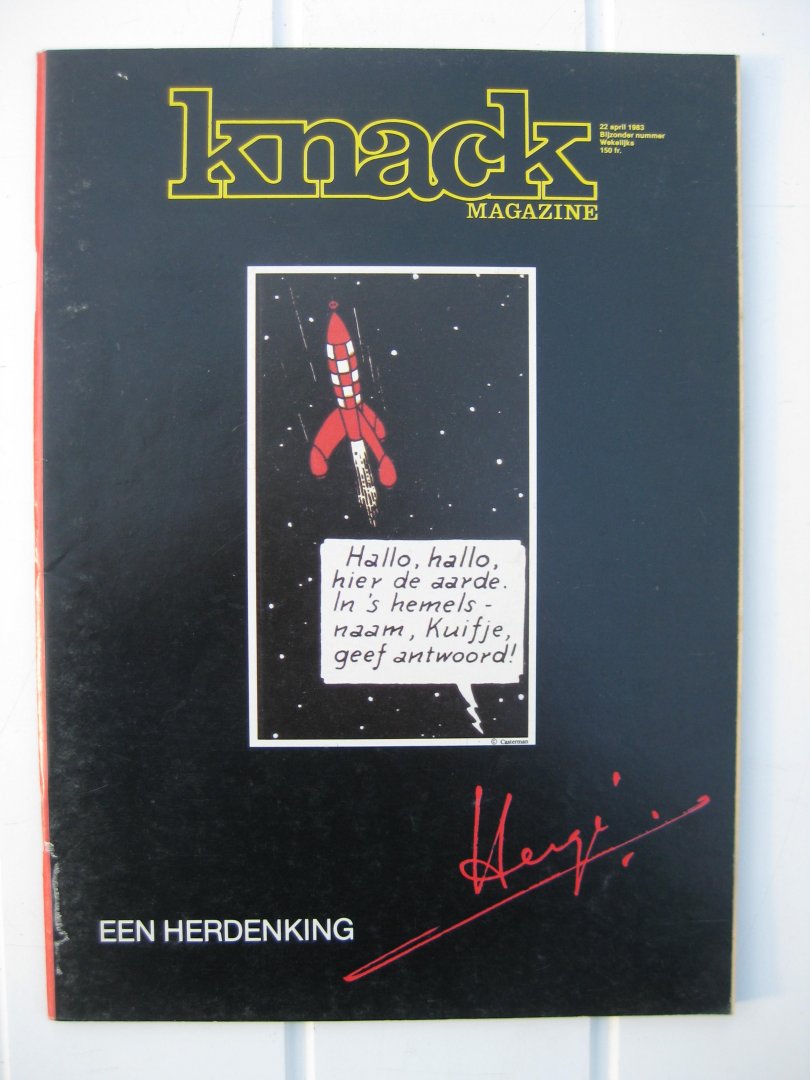 knack
MAGAZINE
22 april 1983
Bijzonder nummer
Wekelijks
150 fr.
Hallo, hallo,
hier de aarde.
In 's hemels-
naam, Kuifje,
geef antwoord!
© Casterman
Hergé
EEN HERDENKING